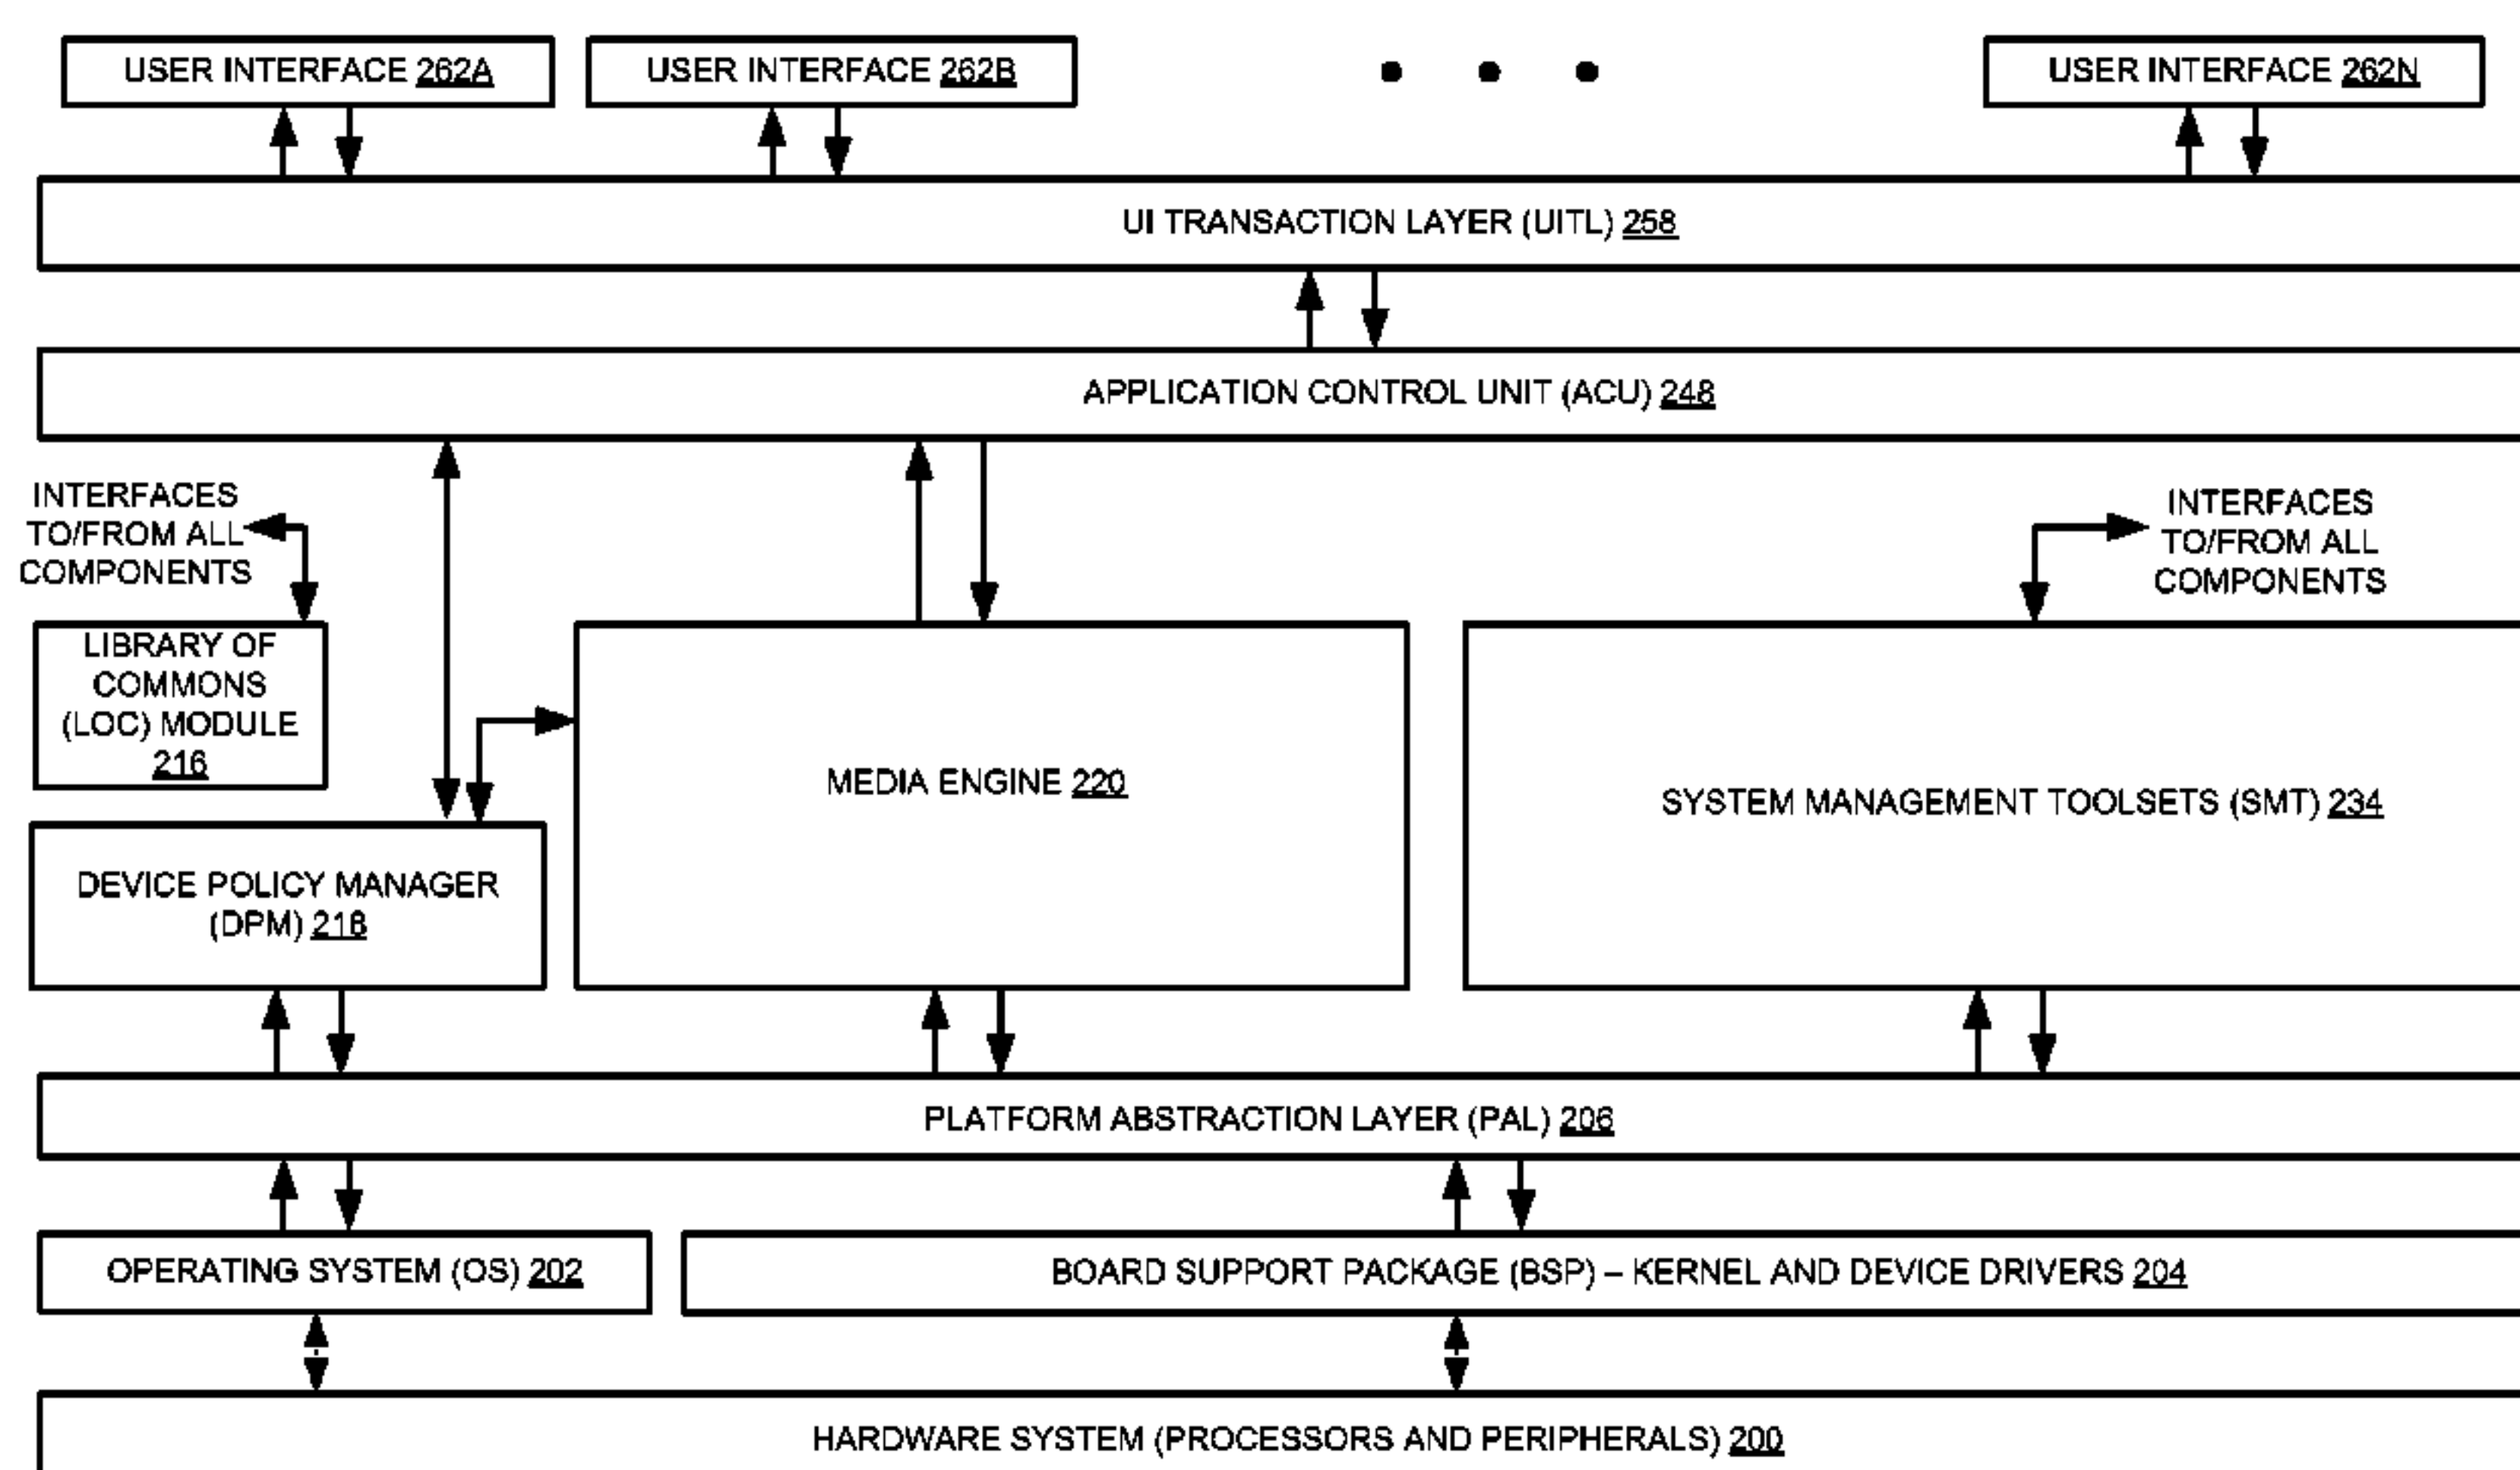 USER INTERFACE 262A
USER INTERFACE 262B
USER INTERFACE 262N
UI TRANSACTION LAYER (UITL) 258
APPLICATION CONTROL UNIT (ACU) 248
INTERFACES
TO/FROM ALL
COMPONENTS
INTERFACES
TO/FROM ALL
COMPONENTS
LIBRARY OF
COMMONS
(LOC) MODULE
216
MEDIA ENGINE 220
SYSTEM MANAGEMENT TOOLSETS (SMT) 234
DEVICE POLICY MANAGER
(DPM) 218
PLATFORM ABSTRACTION LAYER (PAL) 206
OPERATING SYSTEM (OS) 202
BOARD SUPPORT PACKAGE (BSP) – KERNEL AND DEVICE DRIVERS 204
HARDWARE SYSTEM (PROCESSORS AND PERIPHERALS) 200